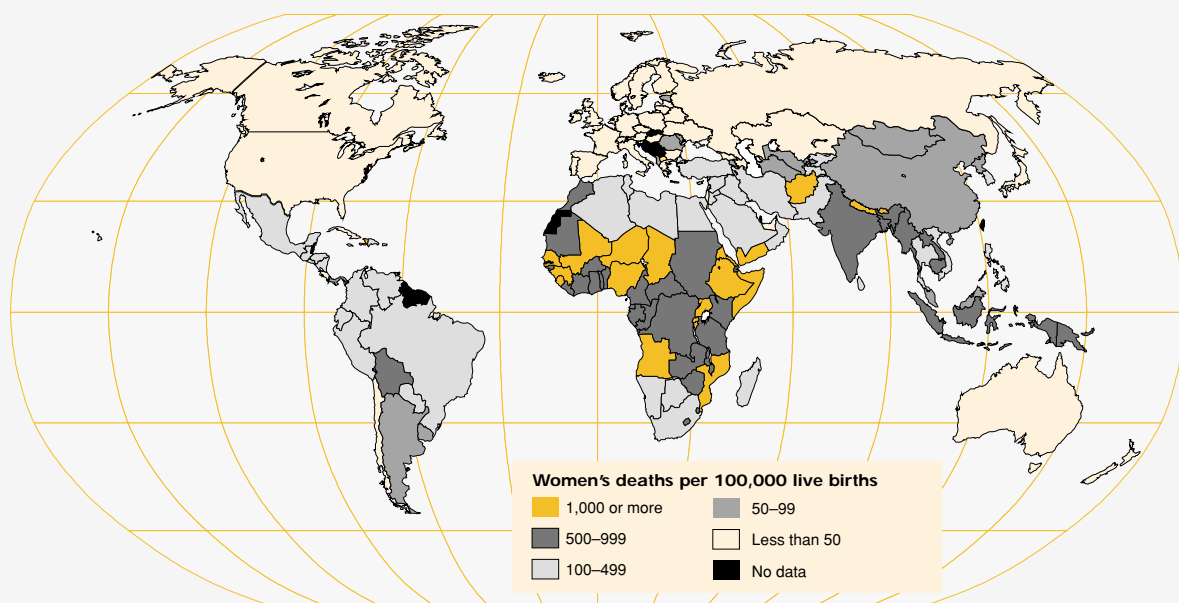 Women's deaths per 100,000 live births
1,000 or more
500–999
100–499
50–99
Less than 50
No data